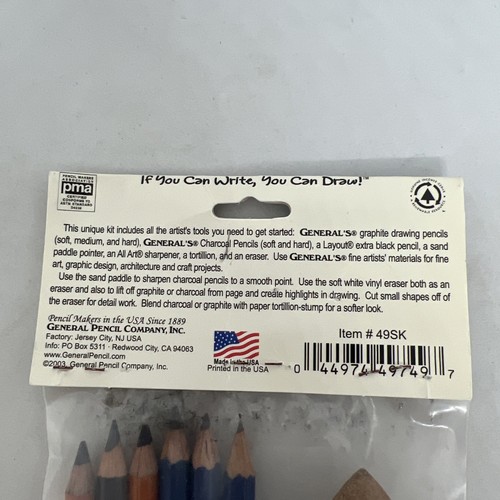 PENCIL MAKERS
ASSOCIATION
pma
CERTIFIED
CONFORMS TO
If You Can Write, You Can Draw!™
This unique kit includes all the artist's tools you need to get started: GENERAL'S® graphite drawing pencils
(soft, medium, and hard), GENERAL'S® Charcoal Pencils (soft and hard), a Layout® extra black pencil, a sand
paddle pointer, an All Art® sharpener, a tortillion, and an eraser. Use GENERAL'S® fine artists' materials for fine
art, graphic design, architecture and craft projects.
Use the sand paddle to sharpen charcoal pencils to a smooth point. Use the soft white vinyl eraser both as an
eraser and also to lift off graphite or charcoal from page and create highlights in drawing. Cut small shapes off of
the eraser for detail work. Blend charcoal or graphite with paper tortillion-stump for a softer look.
Pencil Makers in the USA Since 1889
GENERAL PENCIL COMPANY, INC.
Factory: Jersey City, NJ USA
Info: PO Box 5311 · Redwood City, CA 94063
www.GeneralPencil.com
©2003, General Pencil Company, Inc.
Made in the USA
Printed in the USA
Item # 49SK
0 44974 49749 7